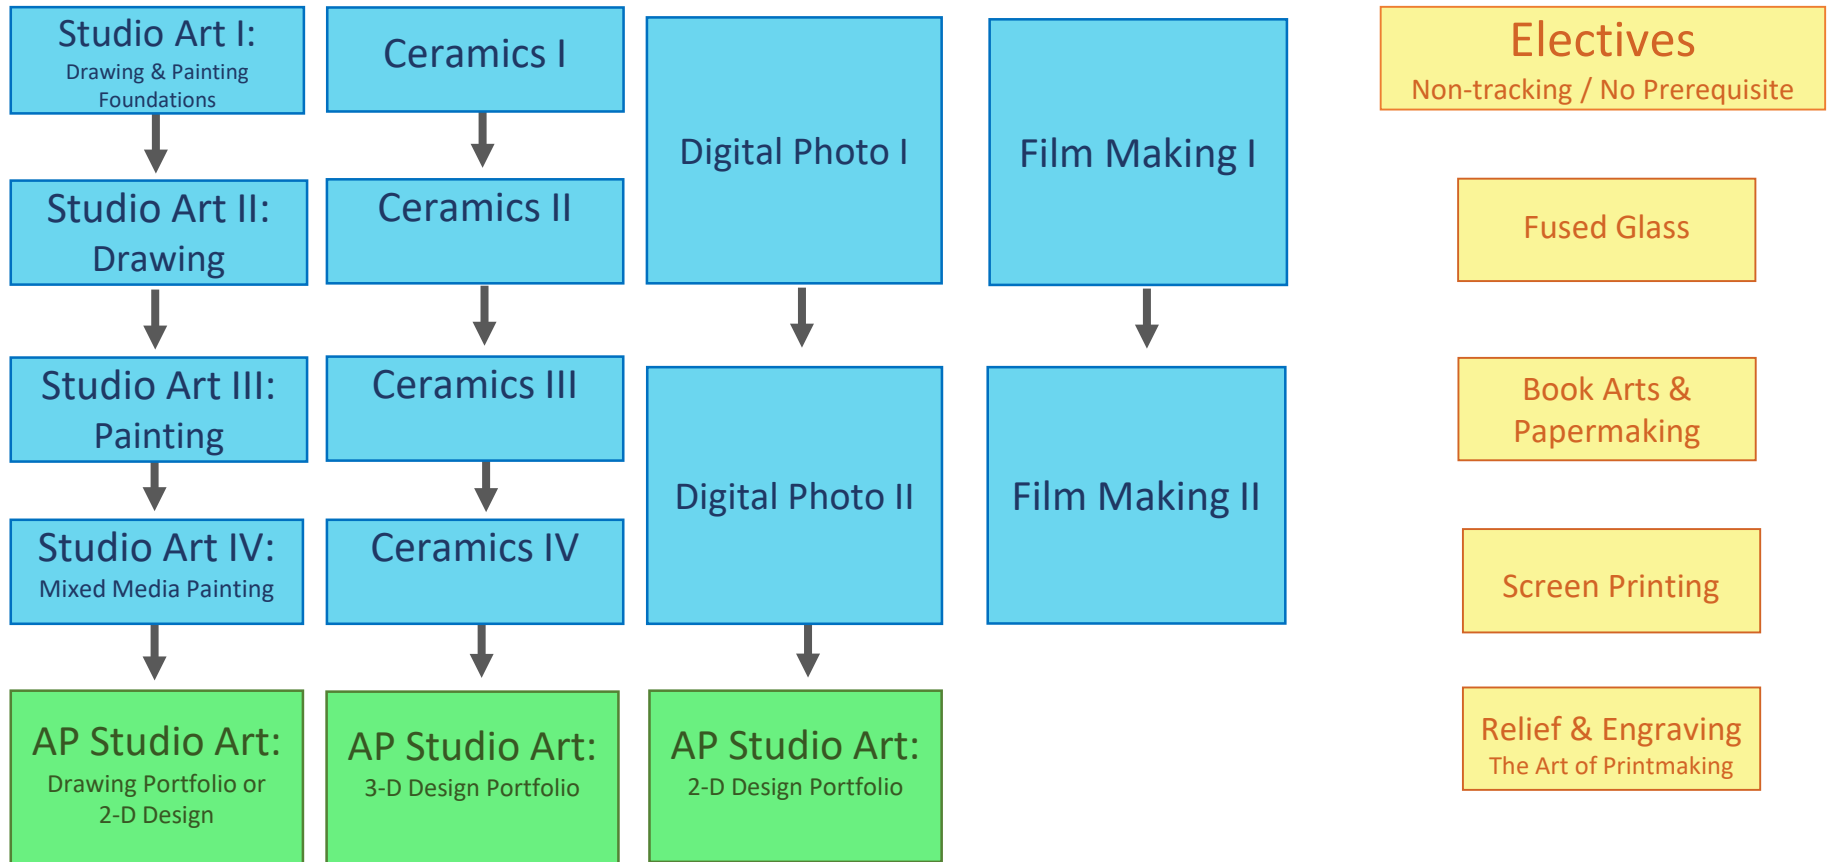 Studio Art I:
Drawing & Painting
Foundations
Studio Art II:
Drawing
Studio Art III:
Painting
Studio Art IV:
Mixed Media Painting
AP Studio Art:
Drawing Portfolio or
2-D Design
Ceramics I
Ceramics II
Ceramics III
Ceramics IV
AP Studio Art:
3-D Design Portfolio
Digital Photo I
Digital Photo II
AP Studio Art:
2-D Design Portfolio
Film Making I
Film Making II
Electives
Non-tracking / No Prerequisite
Fused Glass
Book Arts &
Papermaking
Screen Printing
Relief & Engraving
The Art of Printmaking